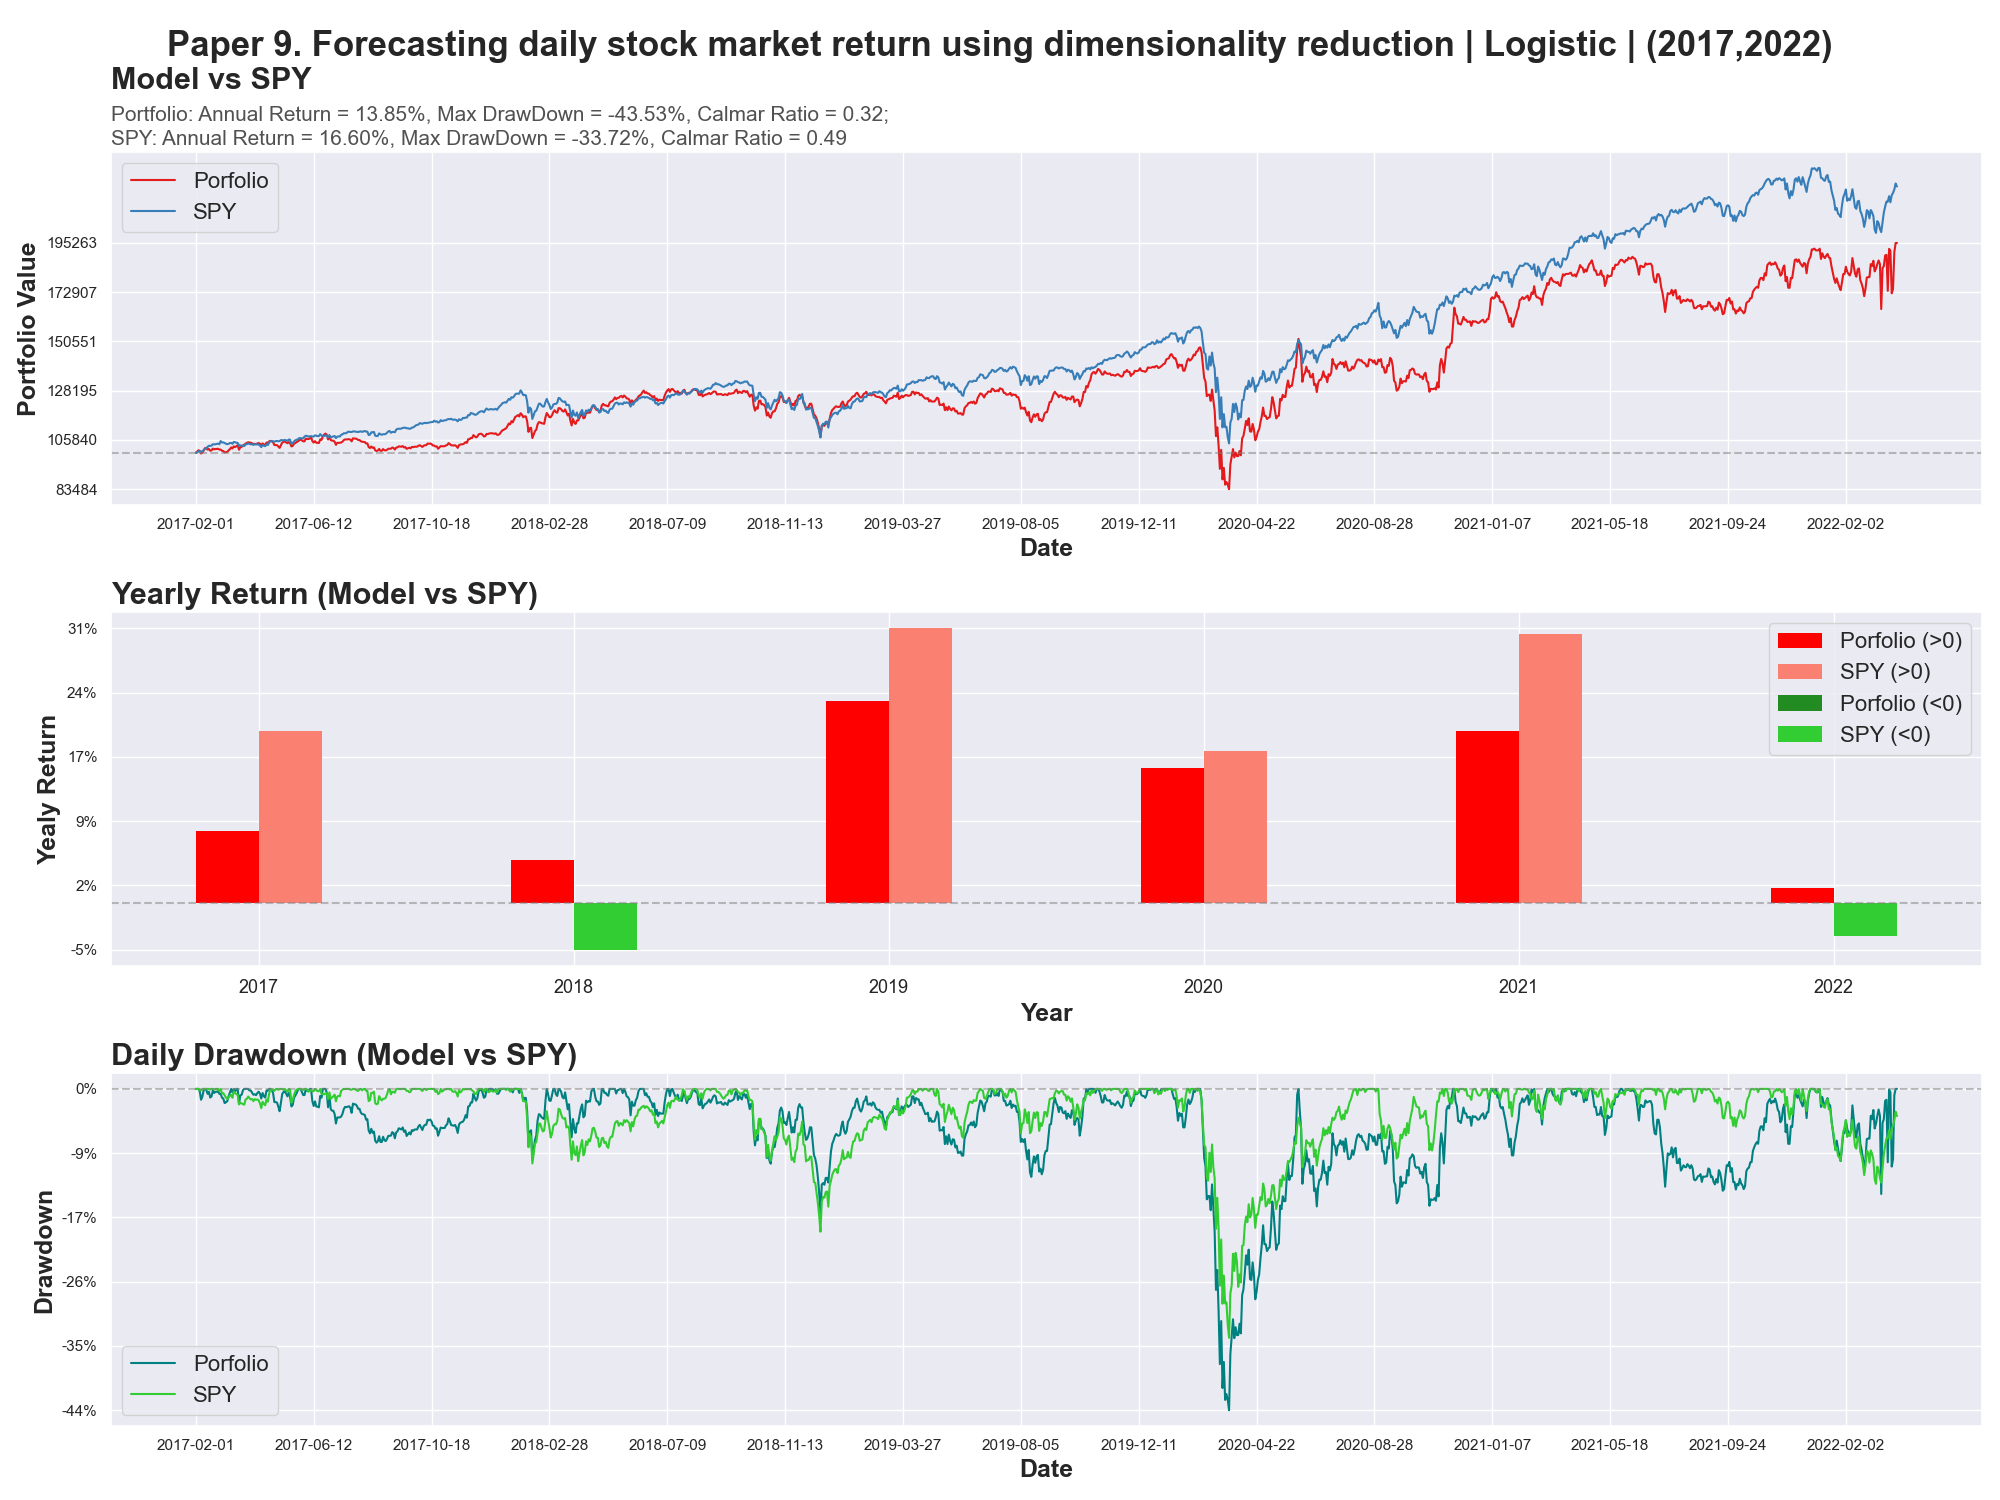 Paper 9. Forecasting daily stock market return using dimensionality reduction | Logistic | (2017,2022)
Model vs SPY
Portfolio: Annual Return = 13.85%, Max DrawDown = -43.53%, Calmar Ratio = 0.32;
SPY: Annual Return = 16.60%, Max DrawDown = -33.72%, Calmar Ratio = 0.49
Porfolio
SPY
Portfolio Value
195263
172907
150551
128195
105840
83484
2017-02-01 2017-06-12 2017-10-18 2018-02-28 2018-07-09 2018-11-13 2019-03-27 2019-08-05 2019-12-11 2020-04-22 2020-08-28 2021-01-07 2021-05-18 2021-09-24 2022-02-02
Date
Yearly Return (Model vs SPY)
Porfolio (>0)
SPY (>0)
Porfolio (<0)
SPY (<0)
Yealy Return
31%
24%
17%
9%
2%
-5%
2017 2018 2019 2020 2021 2022
Year
Daily Drawdown (Model vs SPY)
Drawdown
0%
-9%
-17%
-26%
-35%
-44%
Porfolio
SPY
2017-02-01 2017-06-12 2017-10-18 2018-02-28 2018-07-09 2018-11-13 2019-03-27 2019-08-05 2019-12-11 2020-04-22 2020-08-28 2021-01-07 2021-05-18 2021-09-24 2022-02-02
Date